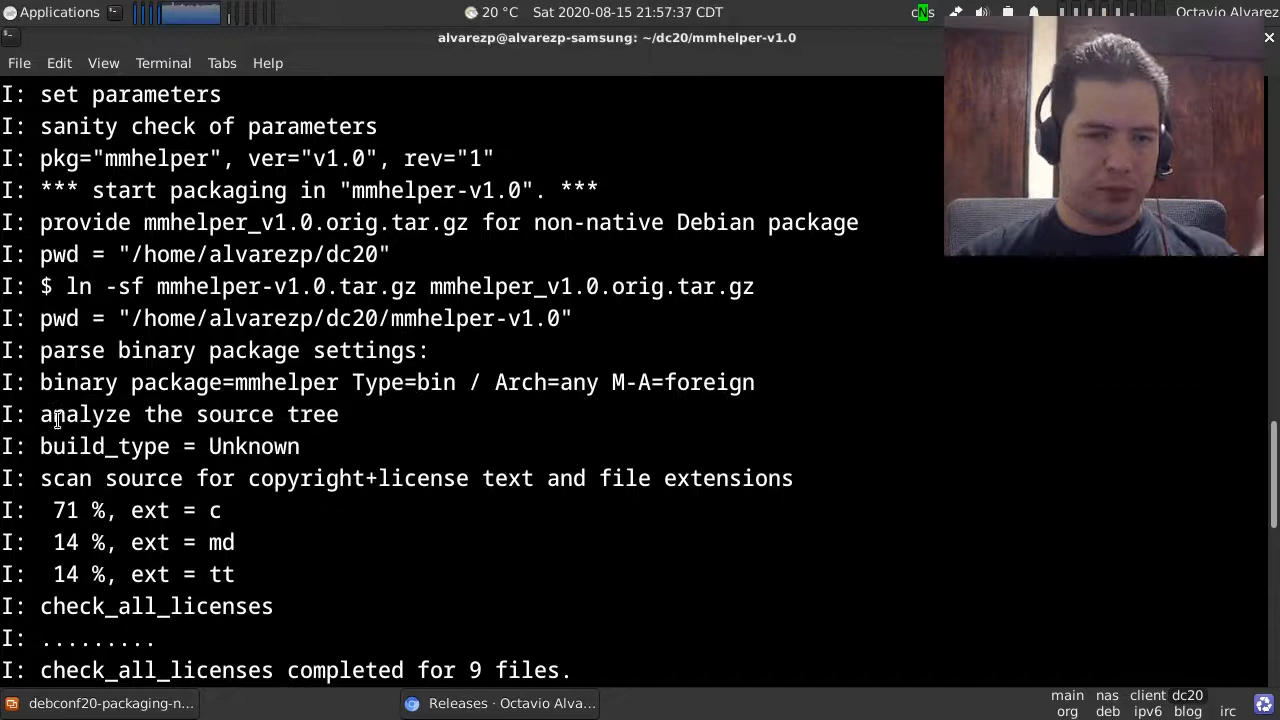 Applications
20 °C Sat 2020-08-15 21:57:37 CDT
Octavio Alvarez
alvarezp@alvarezp-samsung: ~/dc20/mmhelper-v1.0
File Edit View Terminal Tabs Help
I: set parameters
I: sanity check of parameters
I: pkg="mmhelper", ver="v1.0", rev="1"
I: *** start packaging in "mmhelper-v1.0". ***
I: provide mmhelper_v1.0.orig.tar.gz for non-native Debian package
I: pwd = "/home/alvarezp/dc20"
I: $ ln -sf mmhelper-v1.0.tar.gz mmhelper_v1.0.orig.tar.gz
I: pwd = "/home/alvarezp/dc20/mmhelper-v1.0"
I: parse binary package settings:
I: binary package=mmhelper Type=bin / Arch=any M-A=foreign
I: analyze the source tree
I: build_type = Unknown
I: scan source for copyright+license text and file extensions
I:  71 %, ext = c
I:  14 %, ext = md
I:  14 %, ext = tt
I: check_all_licenses
I: .........
I: check_all_licenses completed for 9 files.
debconf20-packaging-n...
Releases · Octavio Alva...
main nas client dc20
org deb ipv6 blog irc